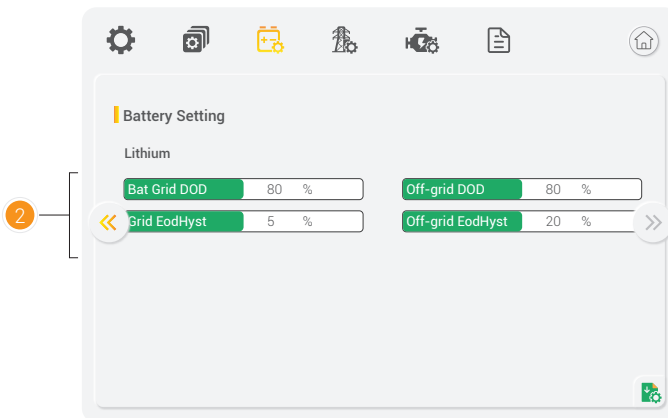 Battery Setting
Lithium
Bat Grid DOD 80 % Off-grid DOD 80 %
2
Grid EodHyst 5 % Off-grid EodHyst 20 %